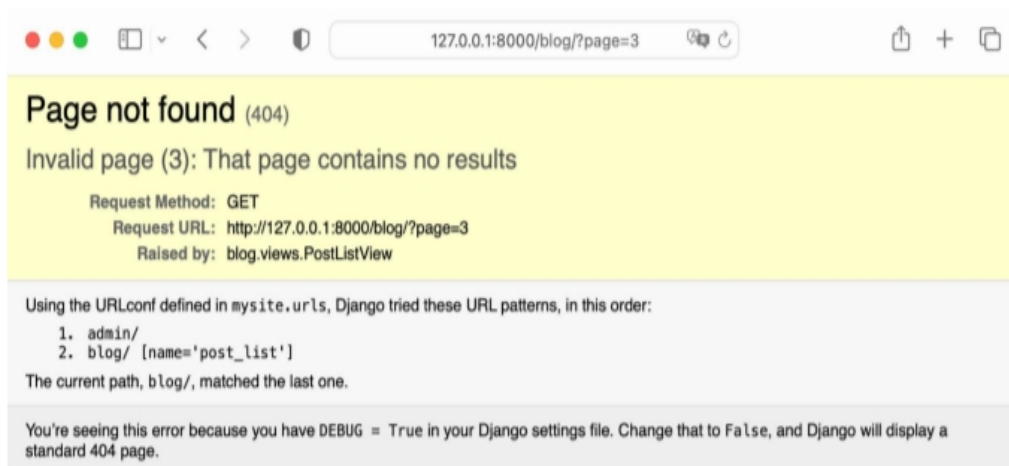 127.0.0.1:8000/blog/?page=3
Page not found (404)
Invalid page (3): That page contains no results
Request Method: GET
Request URL: http://127.0.0.1:8000/blog/?page=3
Raised by: blog.views.PostListView
Using the URLconf defined in mysite.urls, Django tried these URL patterns, in this order:
1. admin/
2. blog/ [name='post_list']
The current path, blog/, matched the last one.
You're seeing this error because you have DEBUG = True in your Django settings file. Change that to False, and Django will display a
standard 404 page.